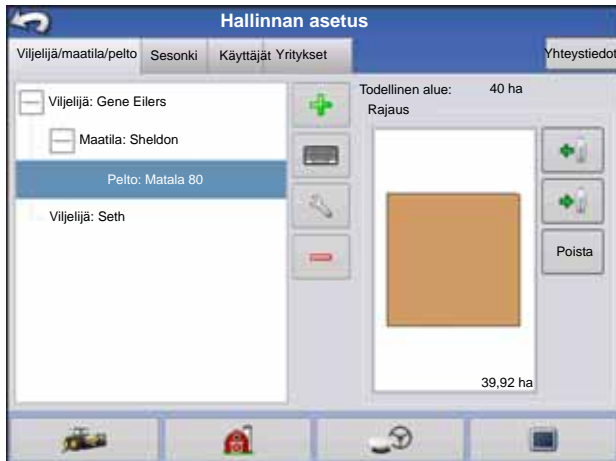 Hallinnan asetus
Viljelijä/maatila/pelto Sesonki Käyttäjät Yritykset Yhteystiedot
Viljelijä: Gene Eilers
Maatila: Sheldon
Pelto: Matala 80
Viljelijä: Seth
Todellinen alue: 40 ha
Rajaus
Poista
39,92 ha